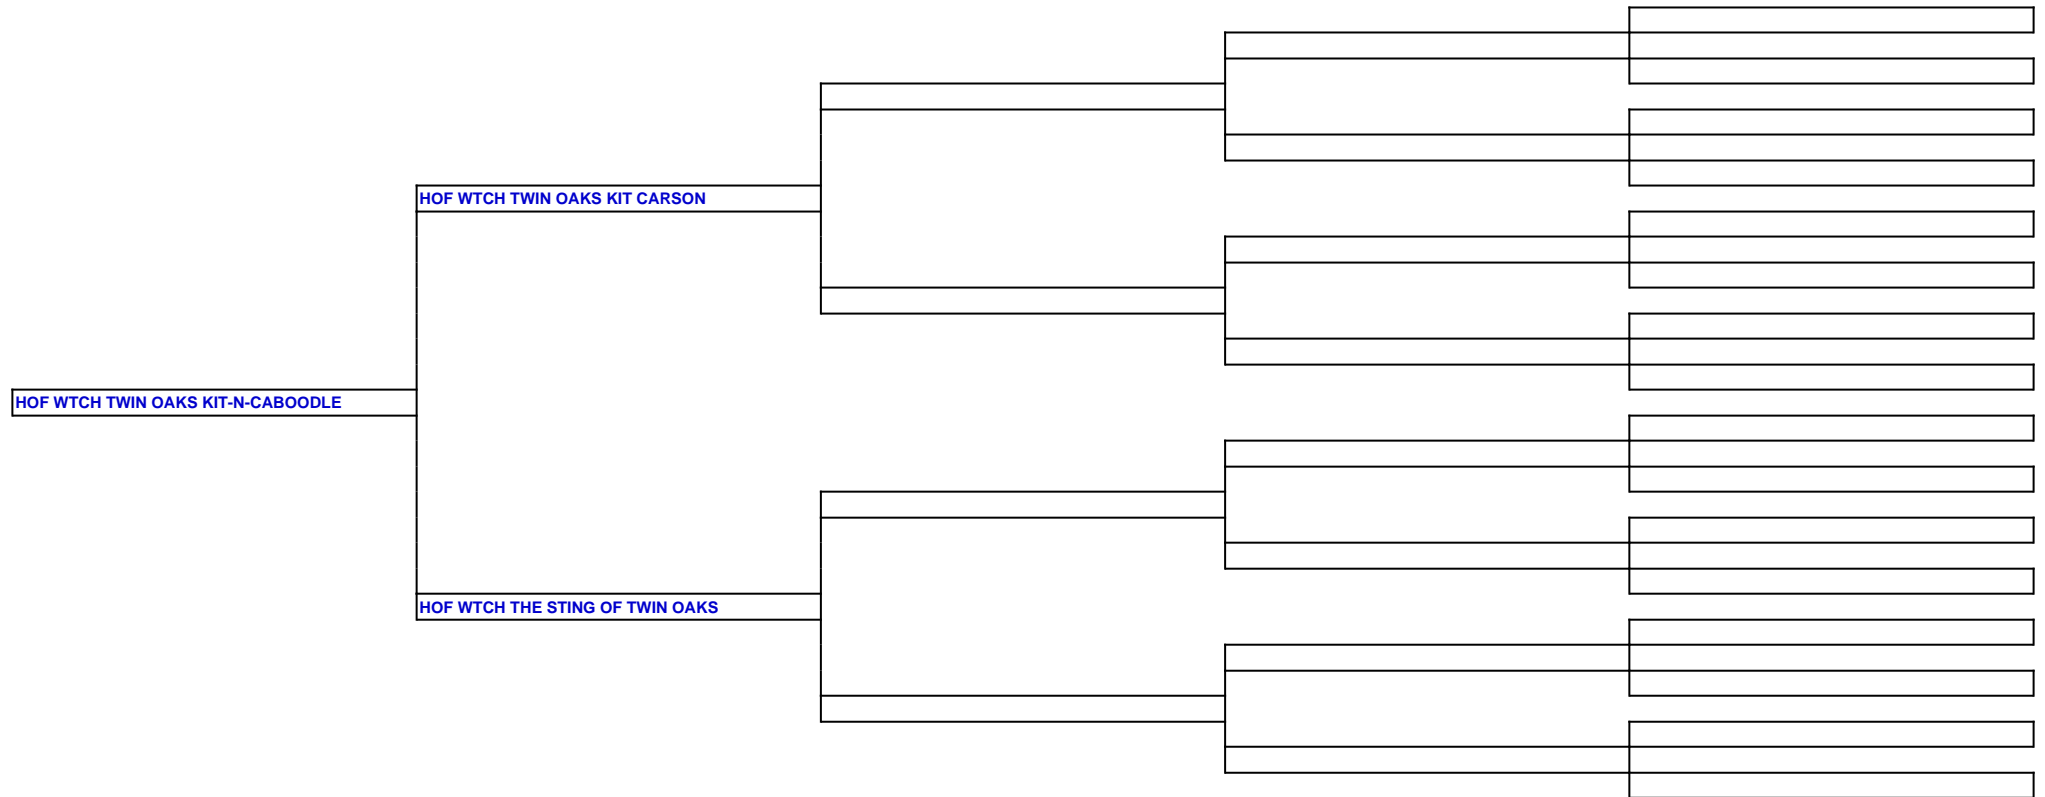 HOF WTCH TWIN OAKS KIT CARSON
HOF WTCH TWIN OAKS KIT-N-CABOODLE
HOF WTCH THE STING OF TWIN OAKS